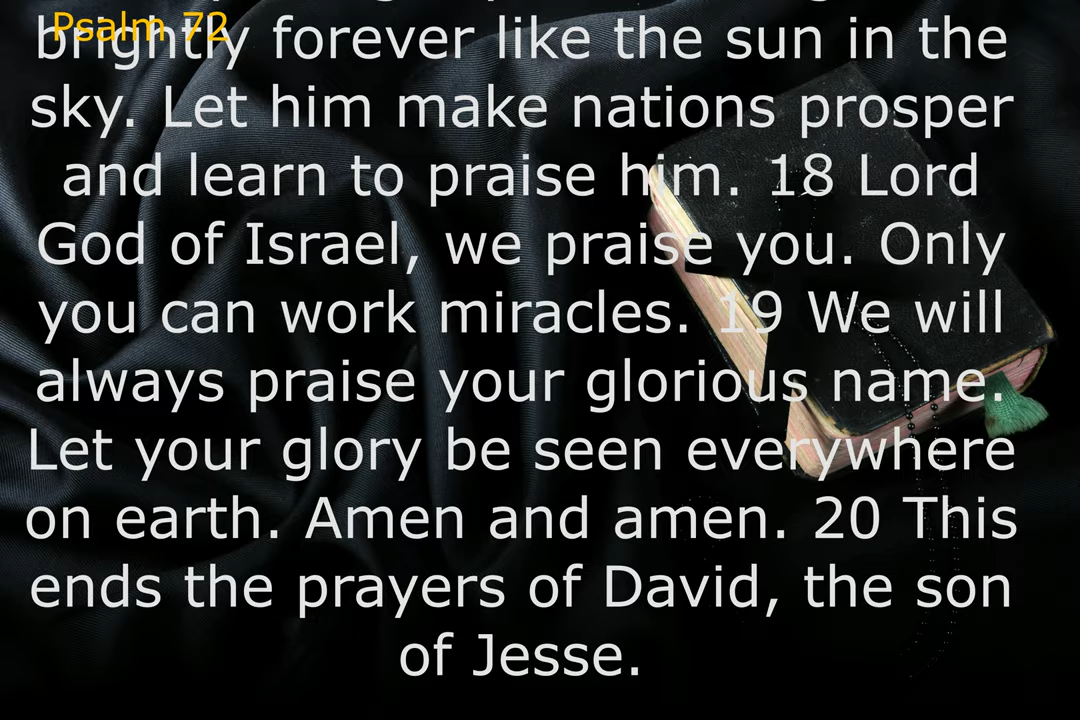 Psalm 72
brightly forever like the sun in the
sky. Let him make nations prosper
and learn to praise him. 18 Lord
God of Israel, we praise you. Only
you can work miracles. 19 We will
always praise your glorious name.
Let your glory be seen everywhere
on earth. Amen and amen. 20 This
ends the prayers of David, the son
of Jesse.